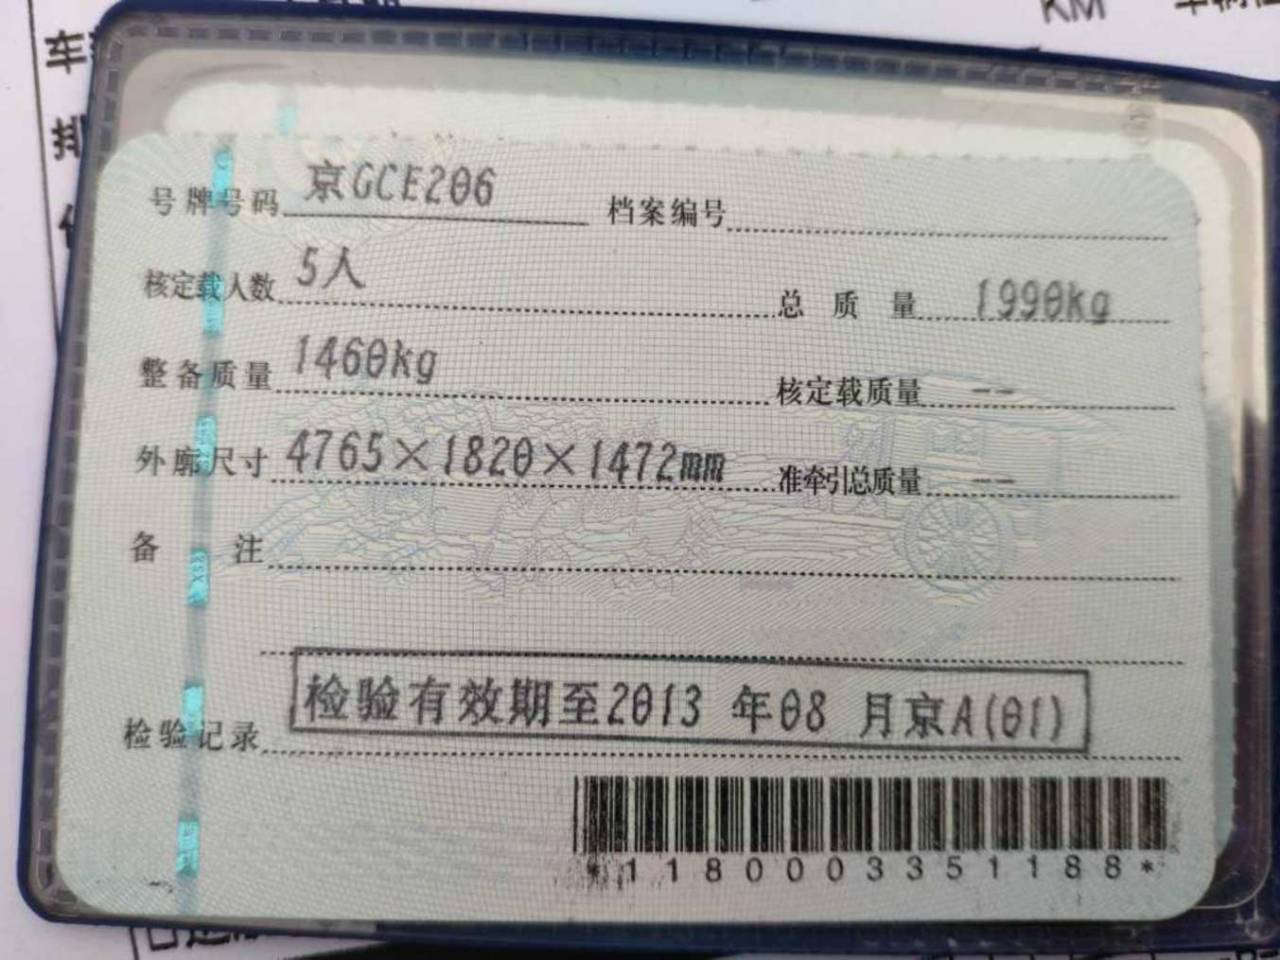 KM
车
排
号牌号码 京GCE206 档案编号
核定载人数 5人 总质量 1990kg
整备质量 1460kg 核定载质量 --
外廓尺寸 4765×1820×1472mm 准牵引总质量 --
备注
检验记录 检验有效期至2013 年08 月京A(01)
*1180003351188*